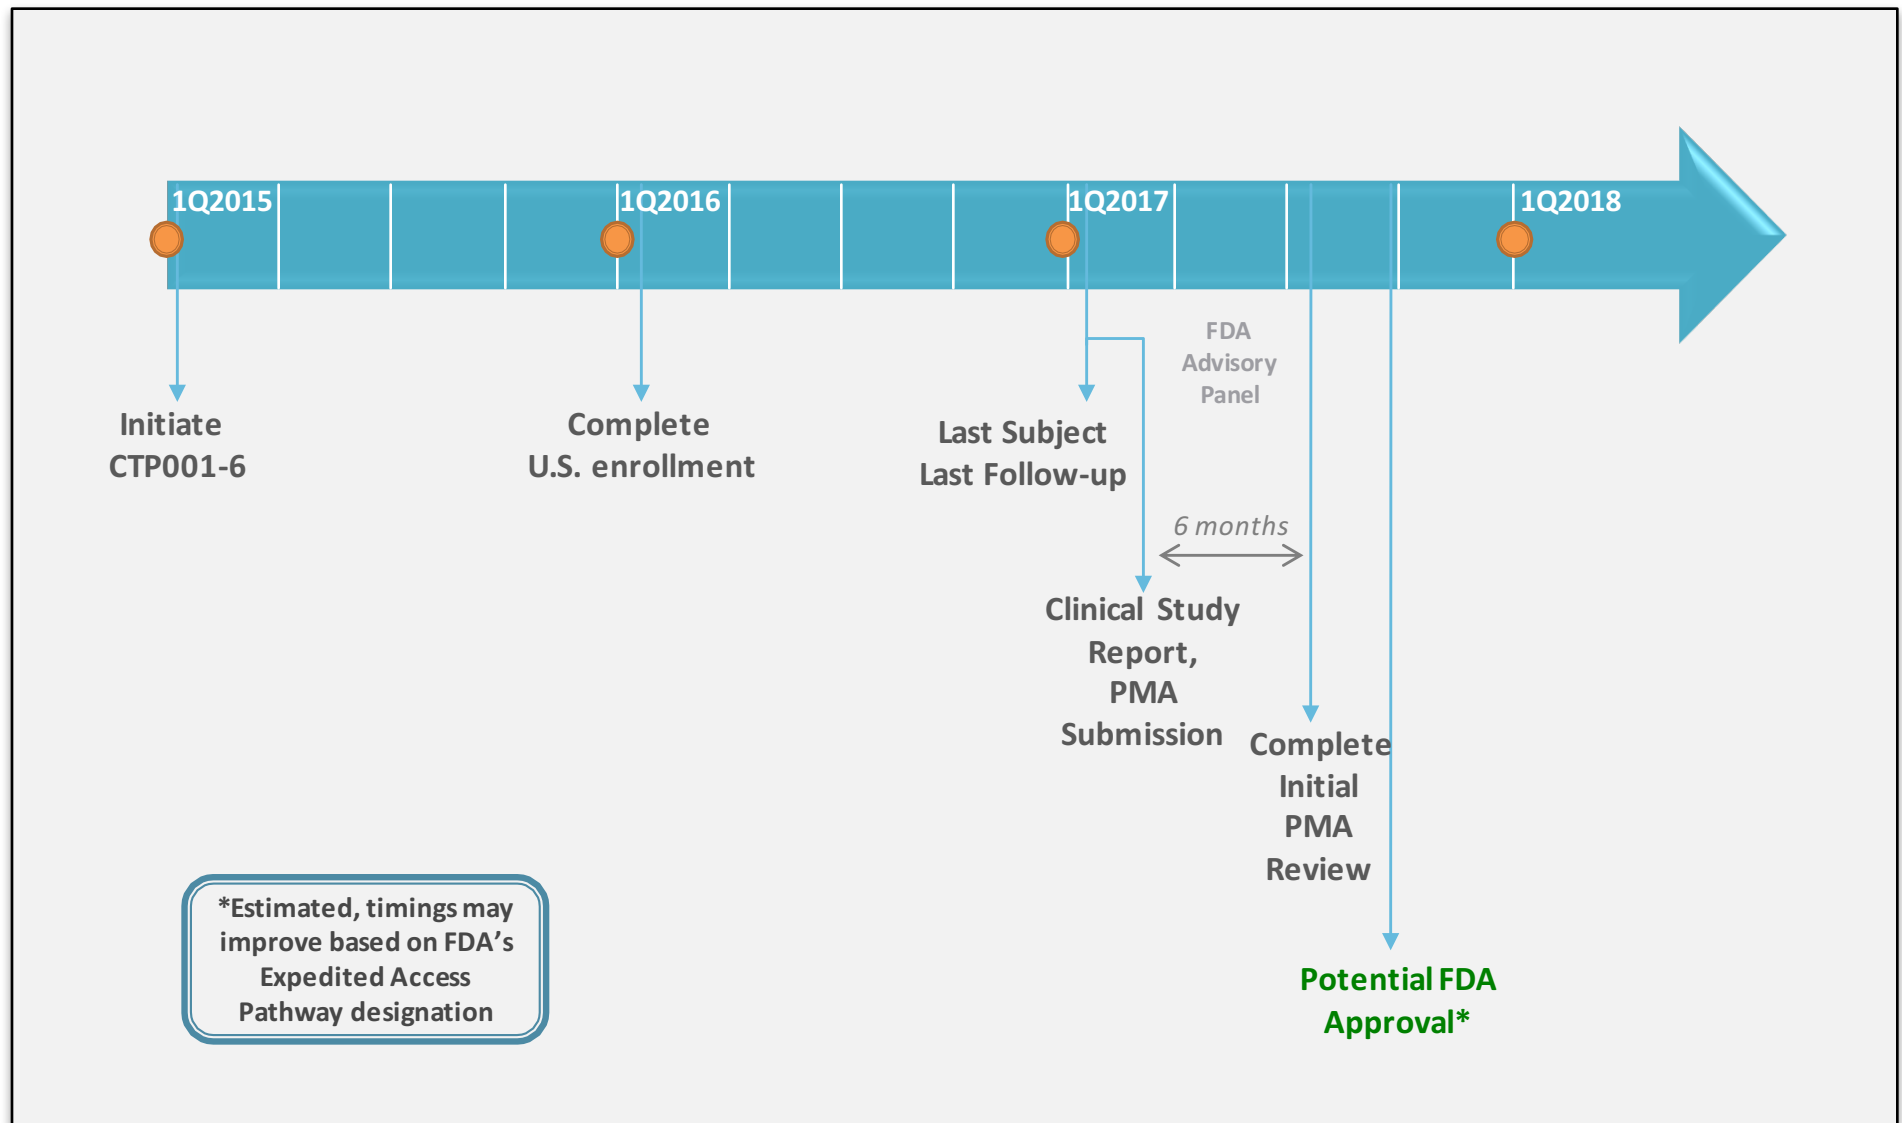 1Q2015
1Q2016
1Q2017
1Q2018
FDA
Advisory
Panel
Initiate
CTP001-6
Complete
U.S. enrollment
Last Subject
Last Follow-up
6 months
Clinical Study
Report,
PMA
Submission
Complete
Initial
PMA
Review
*Estimated, timings may
improve based on FDA’s
Expedited Access
Pathway designation
Potential FDA
Approval*